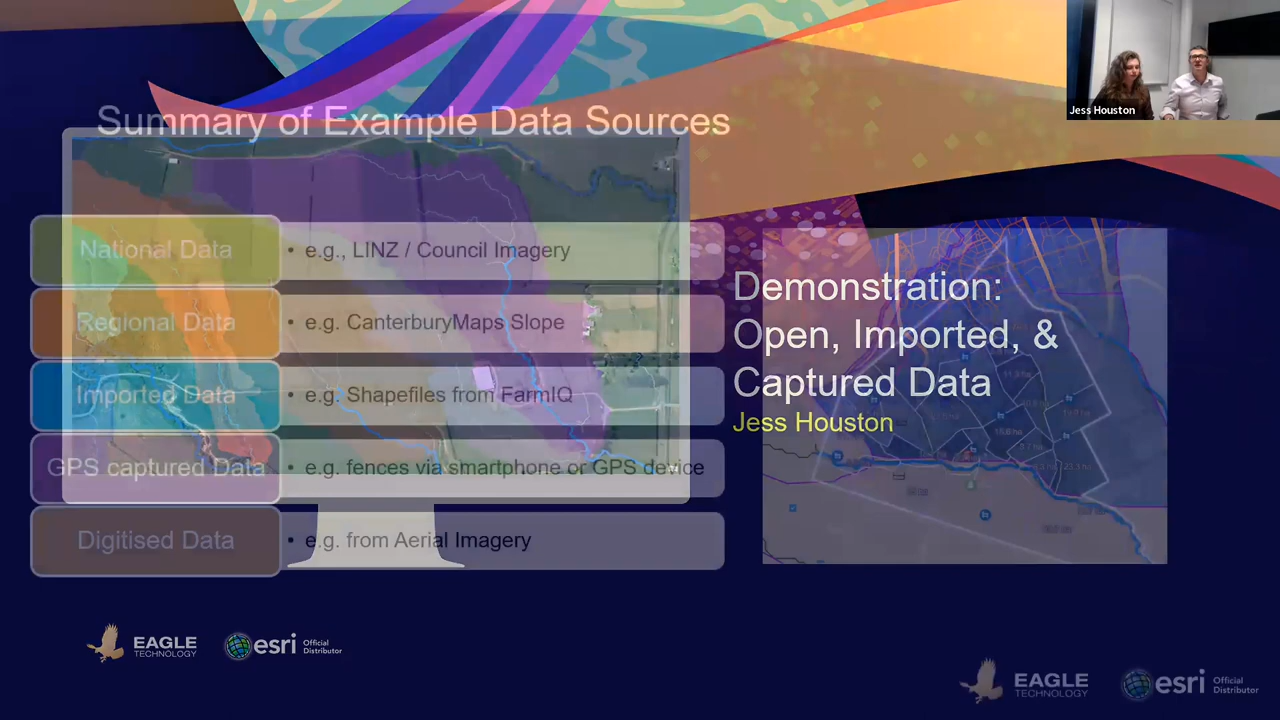 Jess Houston
Summary of Example Data Sources
National Data
• e.g., LINZ / Council Imagery
Regional Data
• e.g. CanterburyMaps Slope
Imported Data
• e.g. Shapefiles from FarmIQ
GPS captured Data
• e.g. fences via smartphone or GPS device
Digitised Data
• e.g. from Aerial Imagery
Demonstration:
Open, Imported, &
Captured Data
Jess Houston
EAGLE
TECHNOLOGY
esri Official
Distributor
EAGLE
TECHNOLOGY
esri Official
Distributor